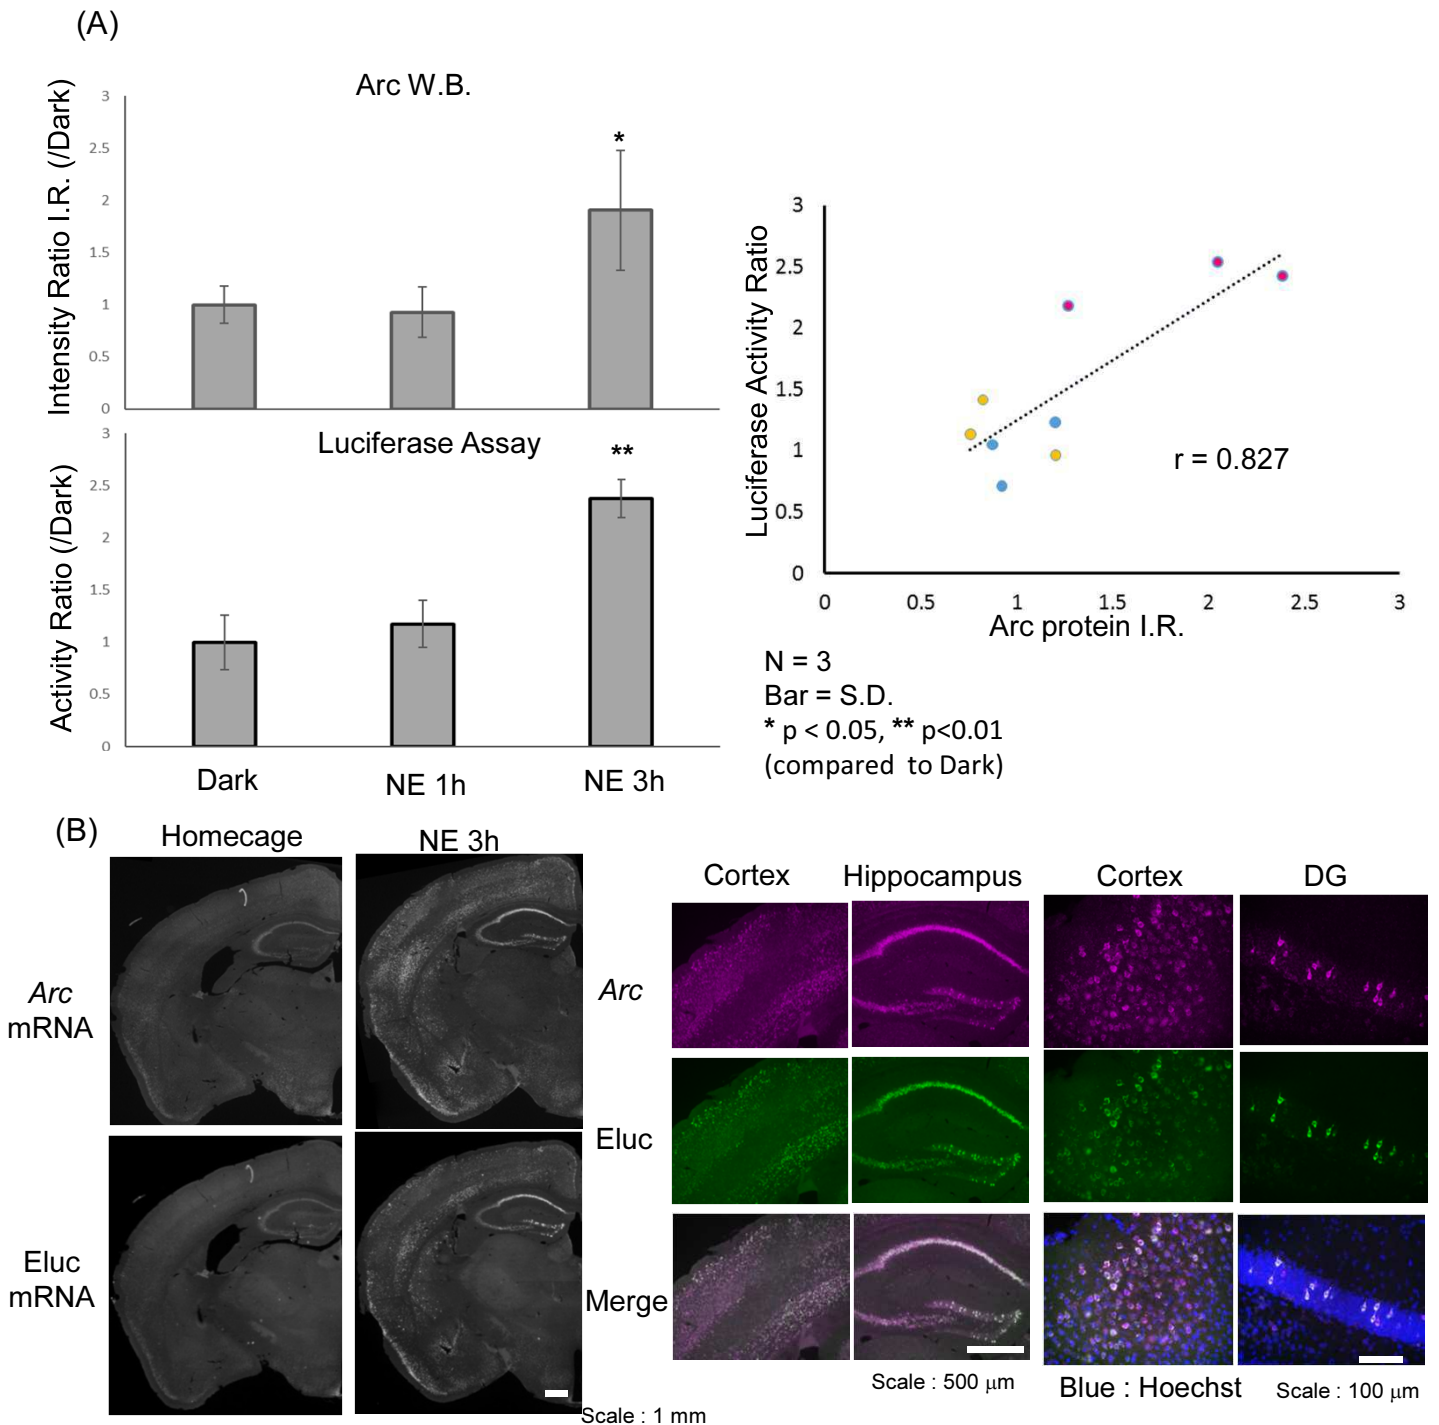 (A)
Arc W.B.
Intensity Ratio I.R. (/Dark)
3
2.5
2
1.5
1
0.5
0
*
Luciferase Assay
Activity Ratio (/Dark)
3
2.5
2
1.5
1
0.5
0
**
Dark
NE 1h
NE 3h
Luciferase Activity Ratio
3
2.5
2
1.5
1
0.5
0
0 0.5 1 1.5 2 2.5 3
Arc protein I.R.
r = 0.827
N = 3
Bar = S.D.
* p < 0.05, ** p<0.01
(compared to Dark)
(B)
Homecage
NE 3h
Arc
mRNA
Eluc
mRNA
Scale : 1 mm
Cortex
Hippocampus
Cortex
DG
Arc
Eluc
Merge
Scale : 500 μm
Blue : Hoechst
Scale : 100 μm